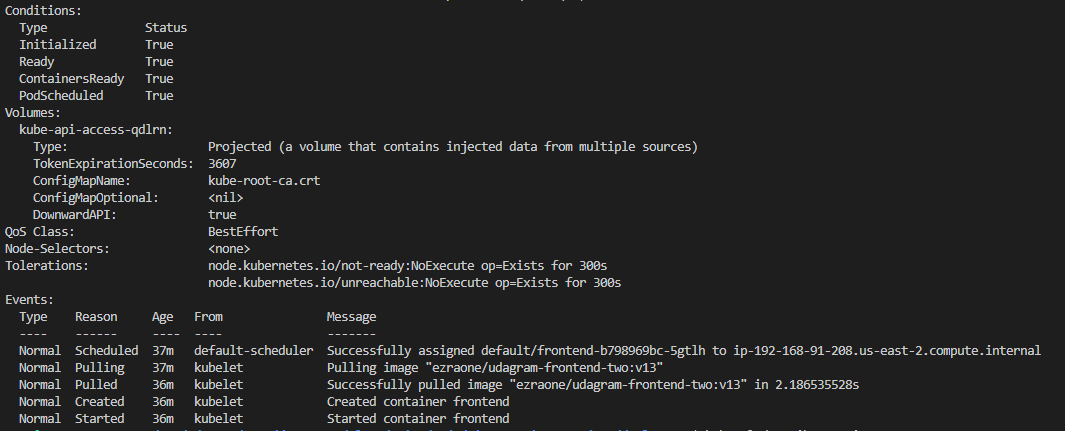 Conditions:
  Type              Status
  Initialized       True
  Ready             True
  ContainersReady   True
  PodScheduled      True
Volumes:
  kube-api-access-qdlrn:
    Type:                    Projected (a volume that contains injected data from multiple sources)
    TokenExpirationSeconds:  3607
    ConfigMapName:           kube-root-ca.crt
    ConfigMapOptional:       <nil>
    DownwardAPI:             true
QoS Class:                   BestEffort
Node-Selectors:              <none>
Tolerations:                 node.kubernetes.io/not-ready:NoExecute op=Exists for 300s
                             node.kubernetes.io/unreachable:NoExecute op=Exists for 300s
Events:
  Type    Reason     Age   From               Message
  ----    ------     ----  ----               -------
  Normal  Scheduled  37m   default-scheduler  Successfully assigned default/frontend-b798969bc-5gtlh to ip-192-168-91-208.us-east-2.compute.internal
  Normal  Pulling    37m   kubelet            Pulling image "ezraone/udagram-frontend-two:v13"
  Normal  Pulled     36m   kubelet            Successfully pulled image "ezraone/udagram-frontend-two:v13" in 2.186535528s
  Normal  Created    36m   kubelet            Created container frontend
  Normal  Started    36m   kubelet            Started container frontend